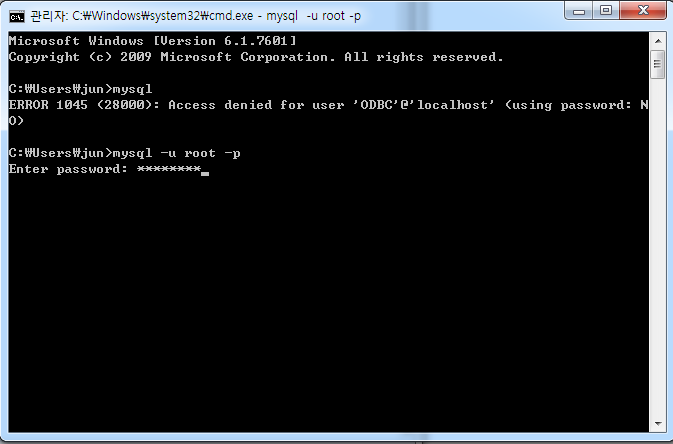 관리자: C:₩Windows₩system32₩cmd.exe - mysql -u root -p
Microsoft Windows [Version 6.1.7601]
Copyright (c) 2009 Microsoft Corporation. All rights reserved.
C:₩Users₩jun>mysql
ERROR 1045 (28000): Access denied for user 'ODBC'@'localhost' (using password: N
O)
C:₩Users₩jun>mysql -u root -p
Enter password: ********